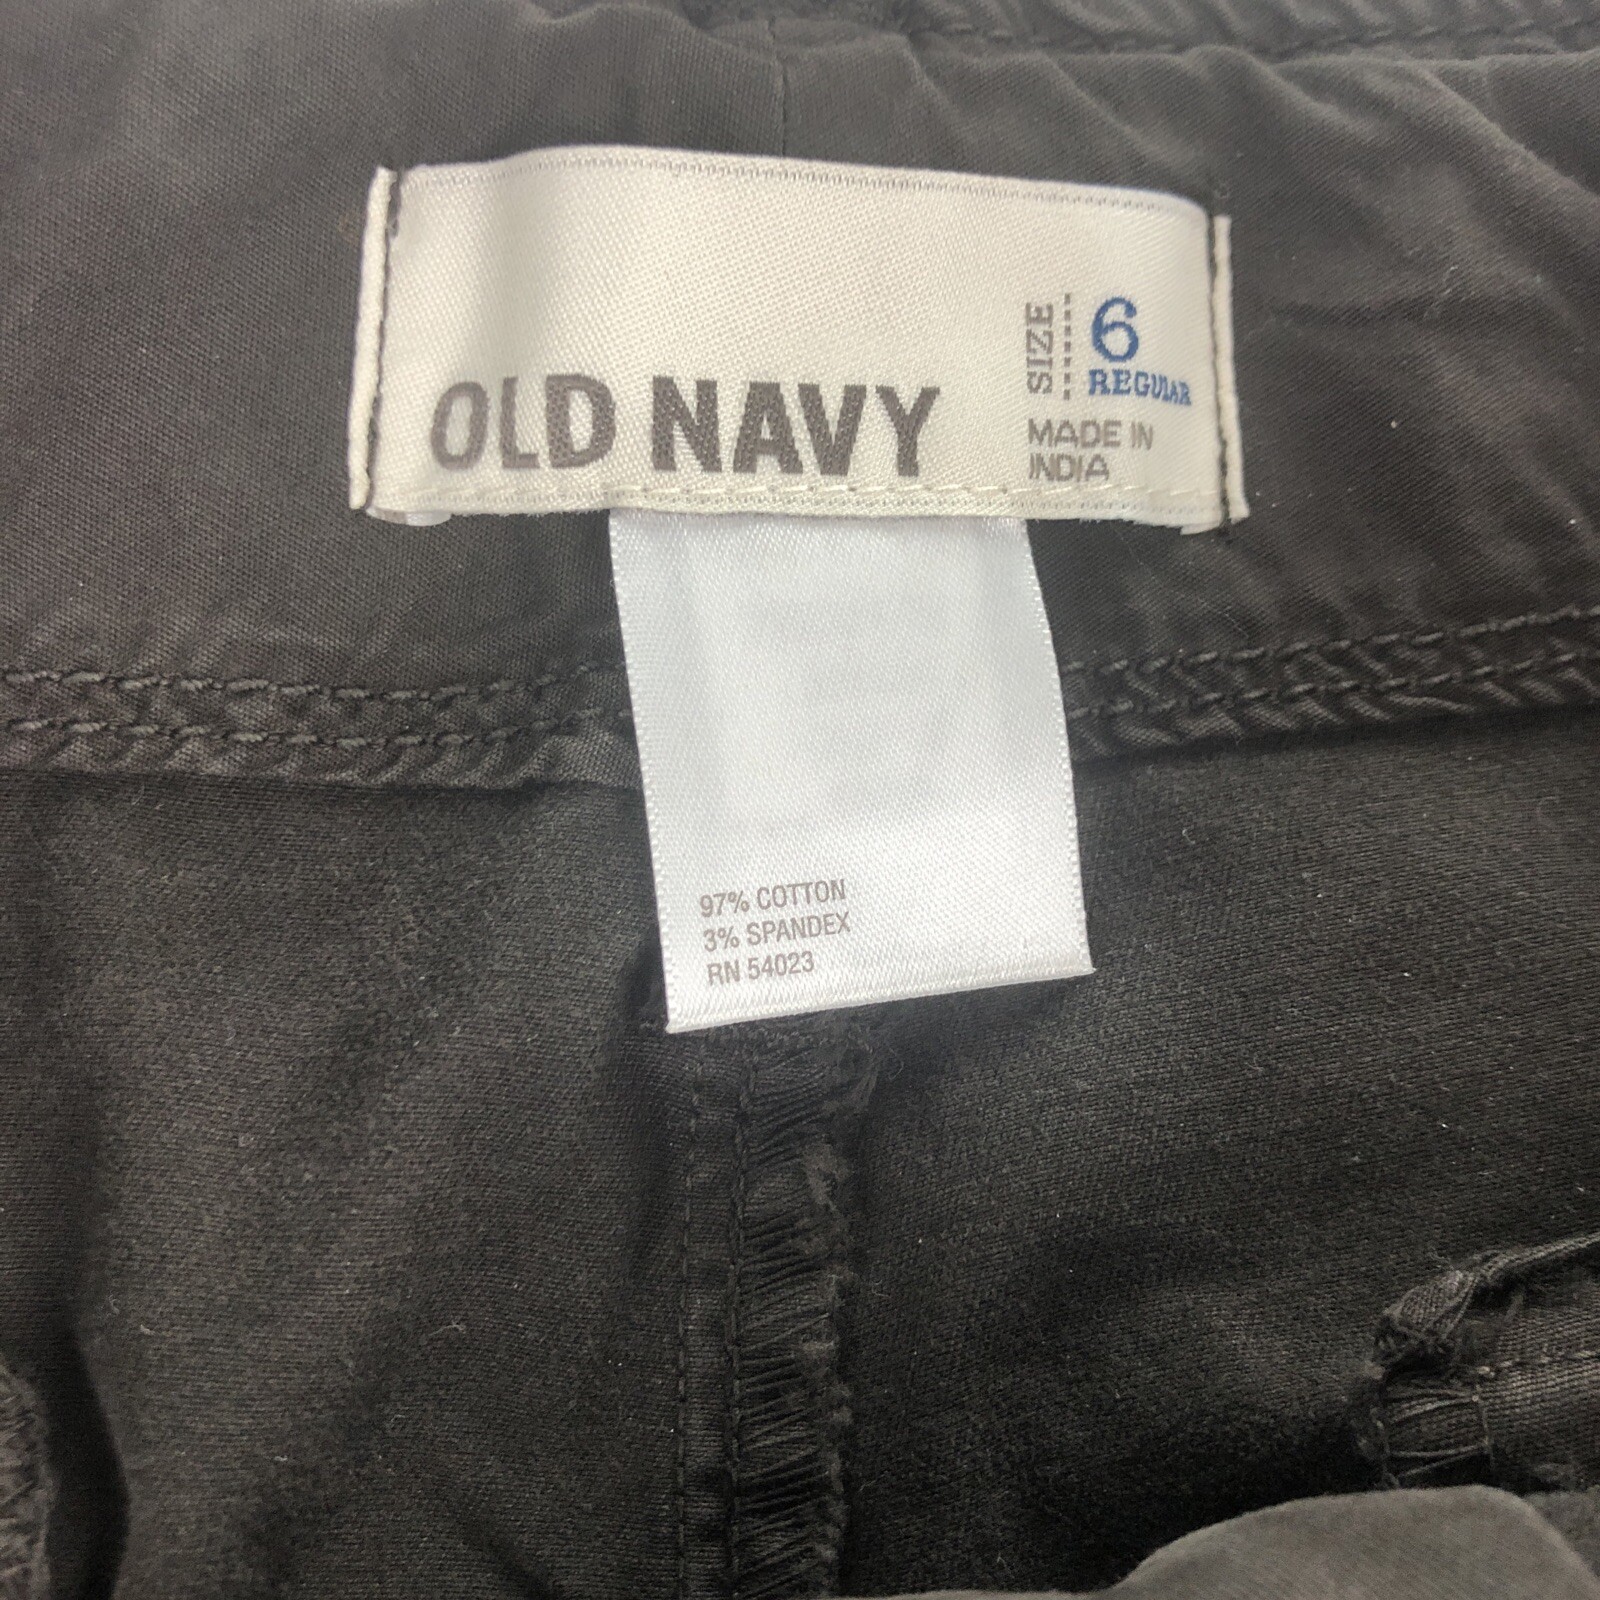 OLD NAVY
SIZE
6
REGULAR
MADE IN
INDIA
97% COTTON
3% SPANDEX
RN 54023